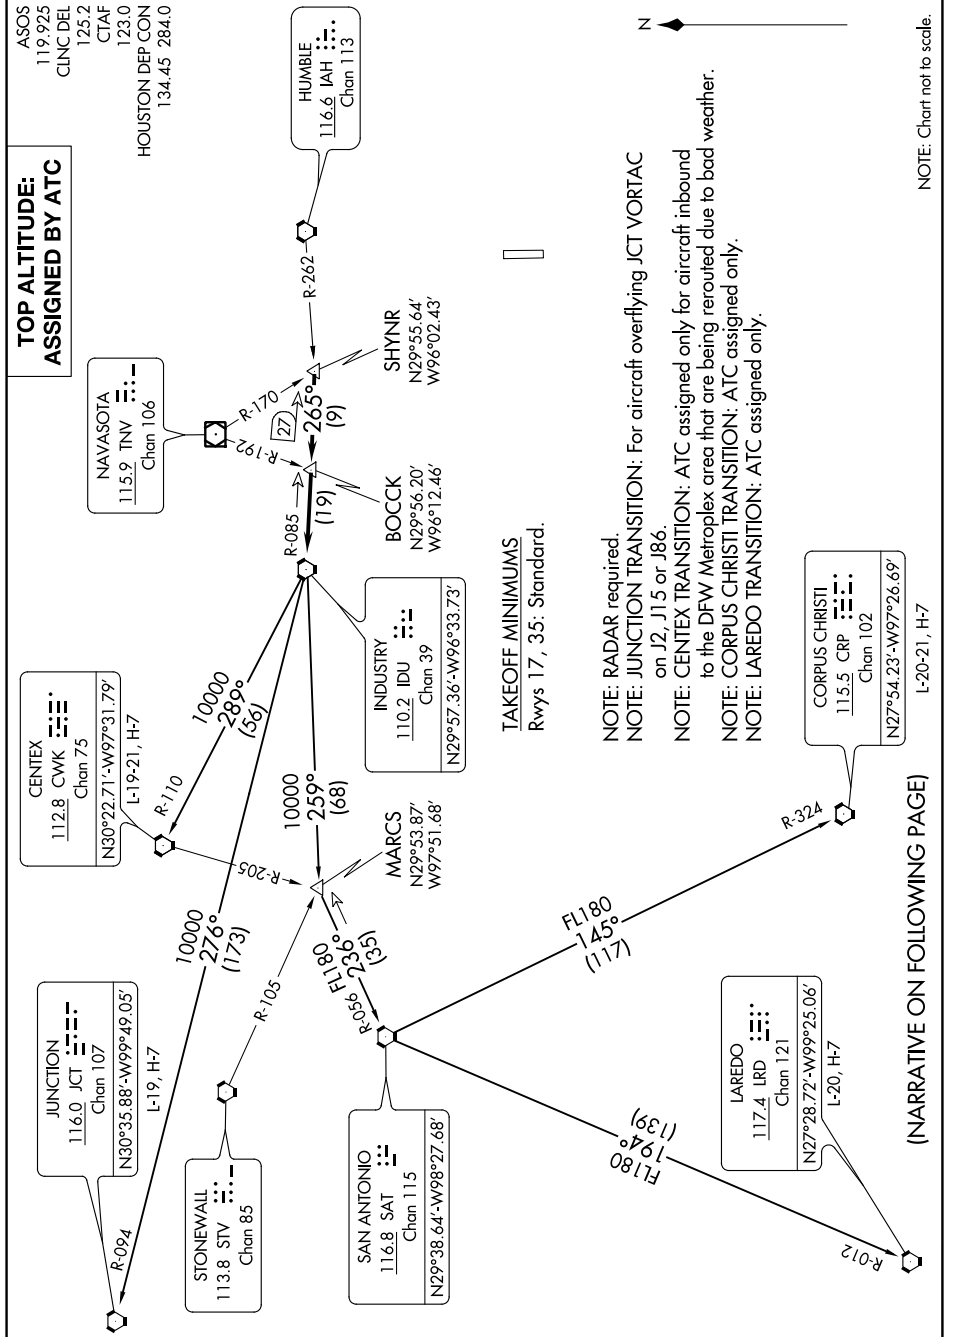 TOP ALTITUDE:
ASSIGNED BY ATC
ASOS
119.925
CLNC DEL
125.2
CTAF
123.0
HOUSTON DEP CON
134.45 284.0
JUNCTION
116.0 JCT
Chan 107
N30°35.88'-W99°49.05'
L-19, H-7
CENTEX
112.8 CWK
Chan 75
N30°22.71'-W97°31.79'
L-19-21, H-7
NAVASOTA
115.9 TNV
Chan 106
HUMBLE
116.6 IAH
Chan 113
R-094
10000
276°
(173)
R-110
10000
289°
(56)
R-170
R-192
27
R-262
R-085
(19)
265°
(9)
SHYNR
N29°55.64'
W96°02.43'
BOCCK
N29°56.20'
W96°12.46'
STONEWALL
113.8 STV
Chan 85
R-105
R-205
10000
259°
(68)
INDUSTRY
110.2 IDU
Chan 39
N29°57.36'-W96°33.73'
MARCS
N29°53.87'
W97°51.68'
SAN ANTONIO
116.8 SAT
Chan 115
N29°38.64'-W98°27.68'
R-056
FL180
236°
(35)
TAKEOFF MINIMUMS
Rwys 17, 35: Standard.
NOTE: RADAR required.
NOTE: JUNCTION TRANSITION: For aircraft overflying JCT VORTAC
on J2, J15 or J86.
NOTE: CENTEX TRANSITION: ATC assigned only for aircraft inbound
to the DFW Metroplex area that are being rerouted due to bad weather.
NOTE: CORPUS CHRISTI TRANSITION: ATC assigned only.
NOTE: LAREDO TRANSITION: ATC assigned only.
N
FL180
194°
(139)
R-012
FL180
145°
(117)
R-324
LAREDO
117.4 LRD
Chan 121
N27°28.72'-W99°25.06'
L-20, H-7
CORPUS CHRISTI
115.5 CRP
Chan 102
N27°54.23'-W97°26.69'
L-20-21, H-7
(NARRATIVE ON FOLLOWING PAGE)
NOTE: Chart not to scale.